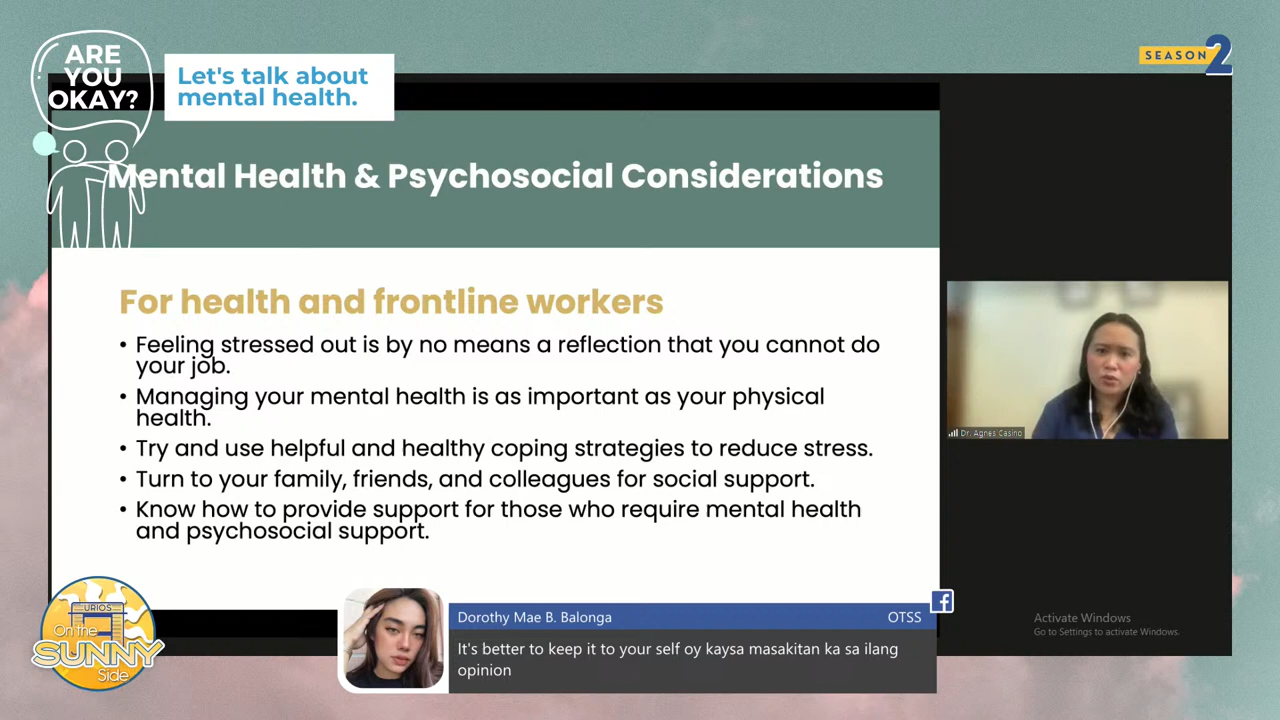 ARE
YOU
OKAY?
Let's talk about
mental health.
SEASON 2
Mental Health & Psychosocial Considerations
For health and frontline workers
• Feeling stressed out is by no means a reflection that you cannot do
your job.
• Managing your mental health is as important as your physical
health.
• Try and use helpful and healthy coping strategies to reduce stress.
• Turn to your family, friends, and colleagues for social support.
• Know how to provide support for those who require mental health
and psychosocial support.
Dr. Agnes Casino
URIOS
On the
SUNNY
Side
Dorothy Mae B. Balonga OTSS
It's better to keep it to your self oy kaysa masakitan ka sa ilang
opinion
Activate Windows
Go to Settings to activate Windows.